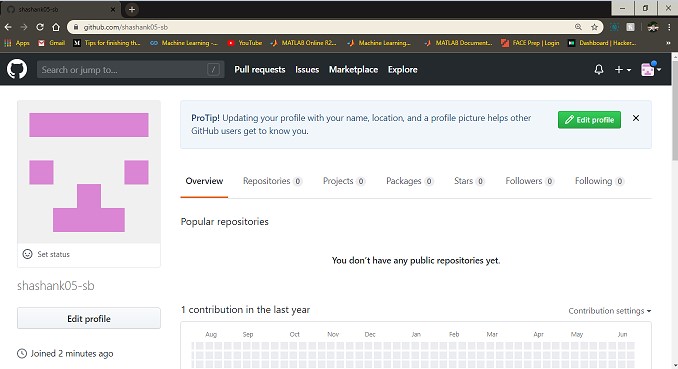 shashank05-sb
github.com/shashank05-sb
Apps Gmail Tips for finishing th... Machine Learning -... YouTube MATLAB Online R2... Machine Learning... MATLAB Document... FACE Prep | Login Dashboard | Hacker...
Search or jump to... / Pull requests Issues Marketplace Explore
ProTip! Updating your profile with your name, location, and a profile picture helps other
GitHub users get to know you.
Edit profile
Overview Repositories 0 Projects 0 Packages 0 Stars 0 Followers 0 Following 0
Popular repositories
Set status
You don't have any public repositories yet.
shashank05-sb
Edit profile
1 contribution in the last year
Contribution settings
Aug Sep Oct Nov Dec Jan Feb Mar Apr May Jun
Joined 2 minutes ago